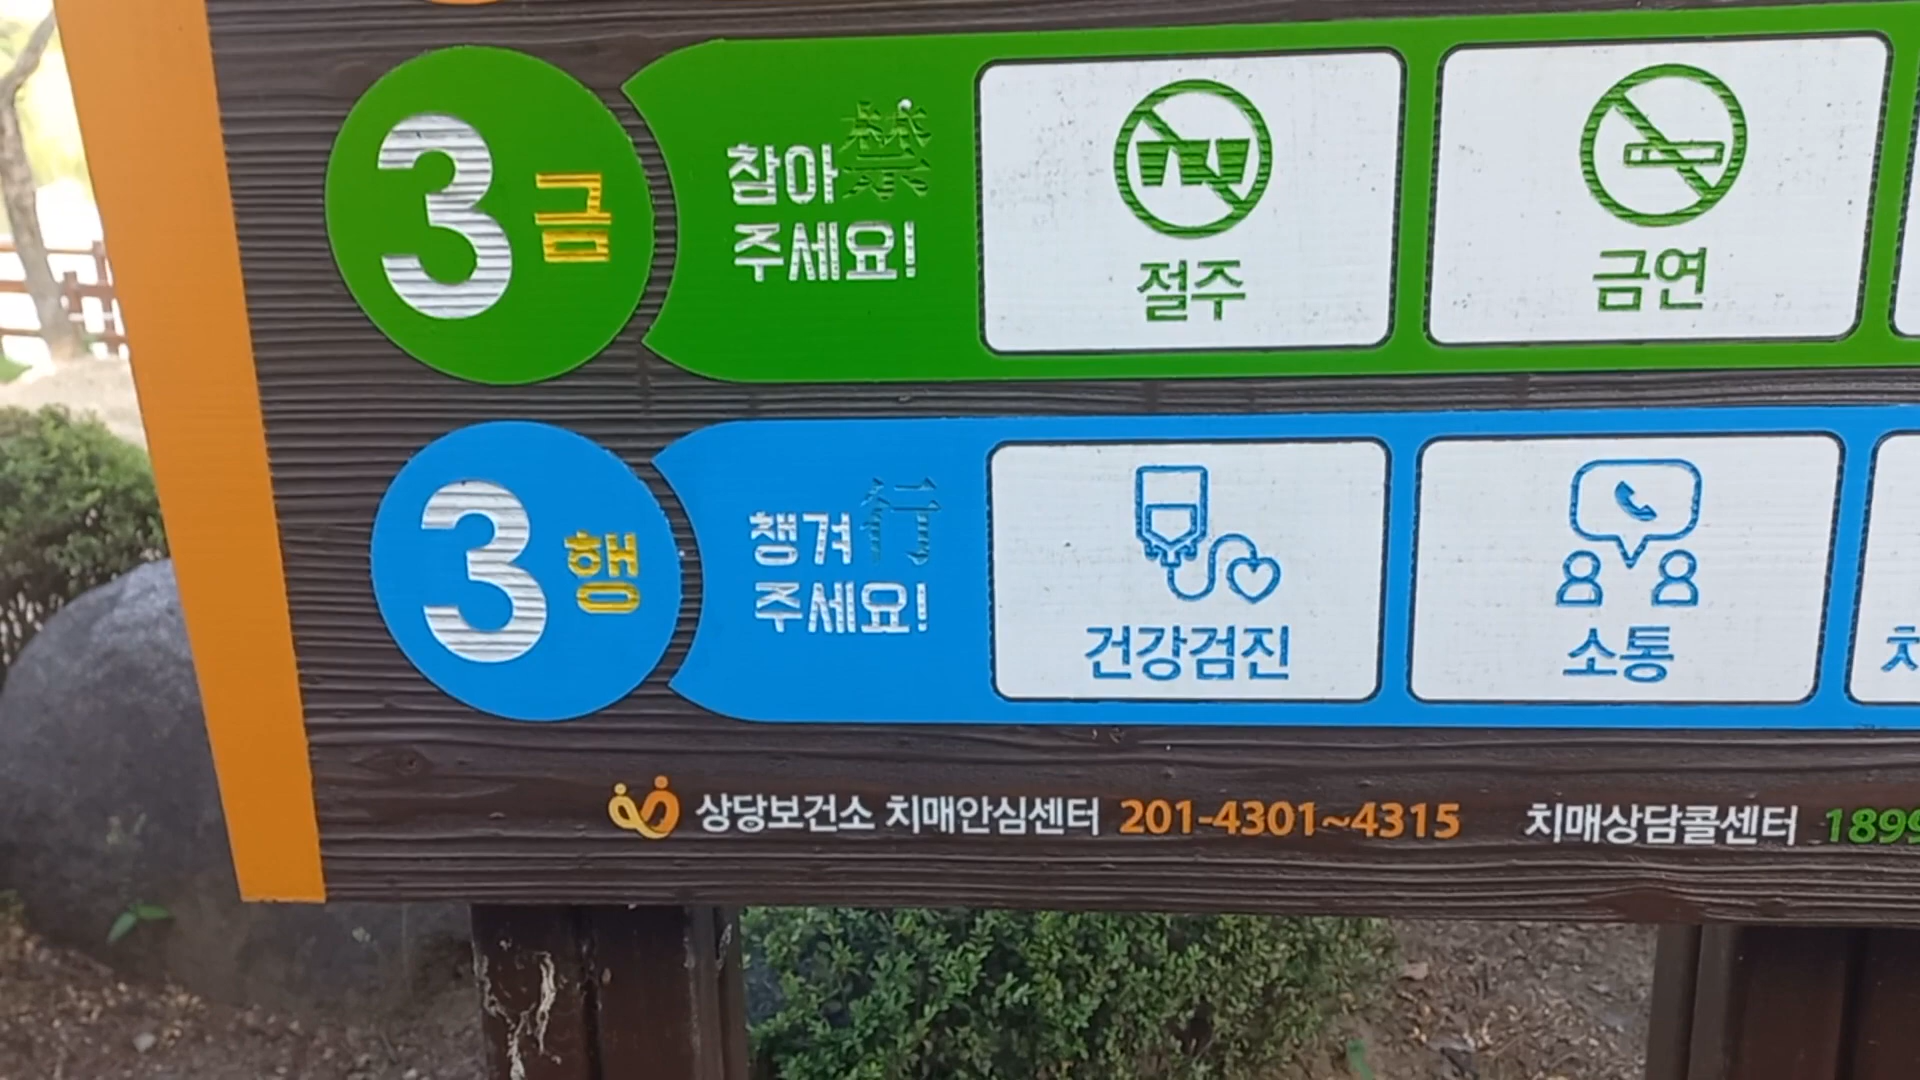 3금
참아 禁
주세요!
절주
금연
3행
챙겨 行
주세요!
건강검진
소통
상당보건소 치매안심센터 201-4301~4315 치매상담콜센터 1899